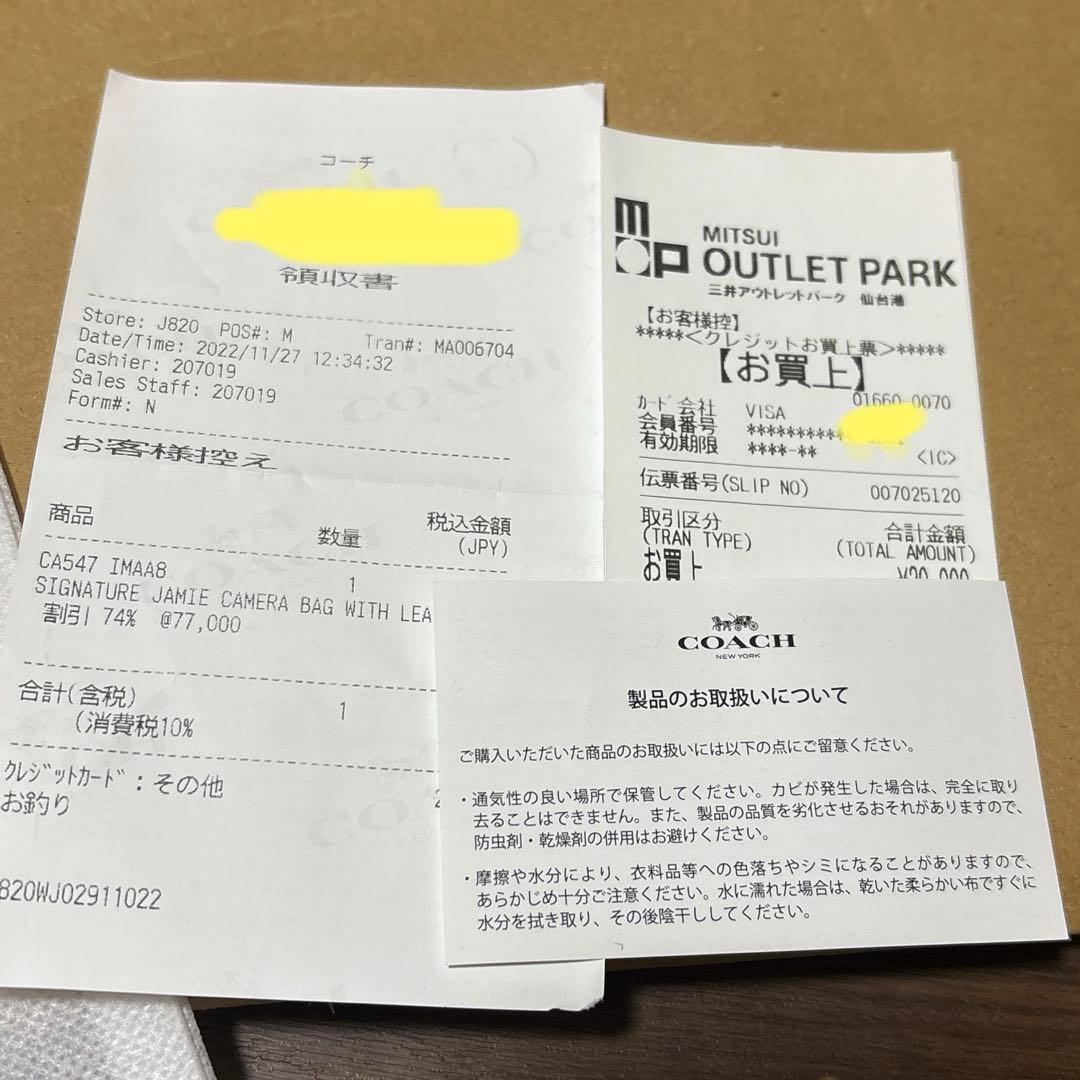 コーチ
領収書
Store: J820 POS#: M Tran#: MA006704
Date/Time: 2022/11/27 12:34:32
Cashier: 207019
Sales Staff: 207019
Form#: N
お客様控え
商品 数量 税込金額
(JPY)
CA547 IMAA8 1
SIGNATURE JAMIE CAMERA BAG WITH LEA
割引 74% @77,000
合計(含税) 1
(消費税10%
クレジットカード:その他 2
お釣り
820WJ02911022
mop
MITSUI
OUTLET PARK
三井アウトレットパーク 仙台港
【お客様控】
*****<クレジットお買上票>*****
【お買上】
01660-0070
カード会社 VISA
会員番号 **********
有効期限 ****-** <IC>
伝票番号(SLIP NO) 007025120
取引区分 合計金額
(TRAN TYPE) (TOTAL AMOUNT)
お買上
COACH
NEW YORK
製品のお取扱いについて
ご購入いただいた商品のお取扱いには以下の点にご留意ください。
・通気性の良い場所で保管してください。カビが発生した場合は、完全に取り
去ることはできません。また、製品の品質を劣化させるおそれがありますので、
防虫剤・乾燥剤の併用はお避けください。
・摩擦や水分により、衣料品等への色落ちやシミになることがありますので、
あらかじめ十分ご注意ください。水に濡れた場合は、乾いた柔らかい布ですぐに
水分を拭き取り、その後陰干ししてください。